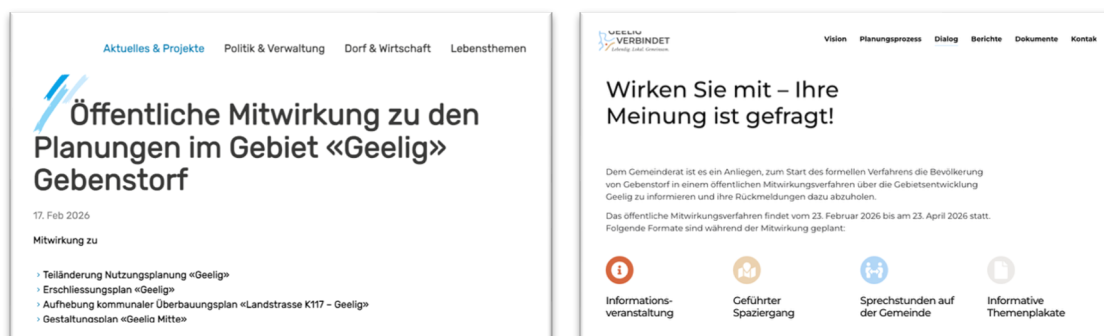 Aktuelles & Projekte Politik & Verwaltung Dorf & Wirtschaft Lebensthemen
Öffentliche Mitwirkung zu den
Planungen im Gebiet «Geelig»
Gebenstorf
17. Feb 2026
Mitwirkung zu
› Teiländerung Nutzungsplanung «Geelig»
› Erschliessungsplan «Geelig»
› Aufhebung kommunaler Überbauungsplan «Landstrasse K117 – Geelig»
› Gestaltungsplan «Geelig Mitte»
GEELIG
VERBINDET
Lebendig. Lokal. Gemeinsam.
Vision Planungsprozess Dialog Berichte Dokumente Kontak
Wirken Sie mit – Ihre
Meinung ist gefragt!
Dem Gemeinderat ist es ein Anliegen, zum Start des formellen Verfahrens die Bevölkerung
von Gebenstorf in einem öffentlichen Mitwirkungsverfahren über die Gebietsentwicklung
Geelig zu informieren und ihre Rückmeldungen dazu abzuholen.
Das öffentliche Mitwirkungsverfahren findet vom 23. Februar 2026 bis am 23. April 2026 statt.
Folgende Formate sind während der Mitwirkung geplant:
Informations-
veranstaltung
Geführter
Spaziergang
Sprechstunden auf
der Gemeinde
Informative
Themenplakate